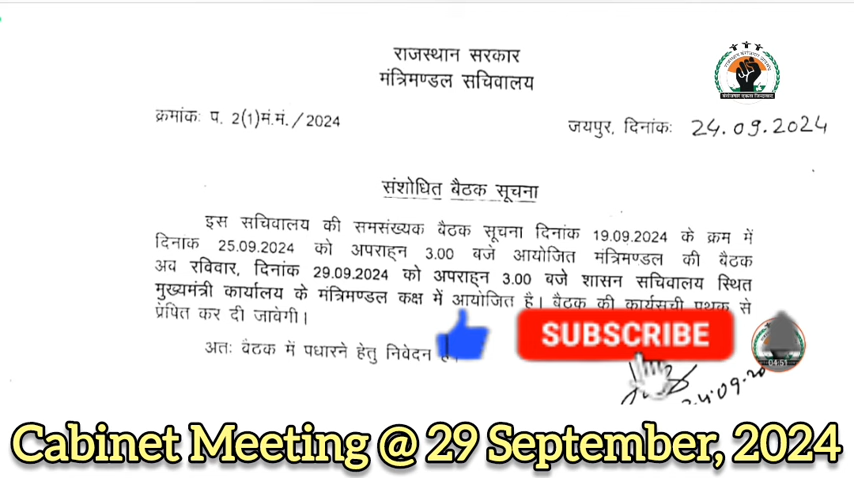 राजस्थान सरकार
मंत्रिमण्डल सचिवालय
क्रमांकः प. 2(1)मं.मं./2024
जयपुर, दिनांकः 24.09.2024
संशोधित बैठक सूचना
इस सचिवालय की समसंख्यक बैठक सूचना दिनांक 19.09.2024 के क्रम में
दिनांक 25.09.2024 को अपराह्न 3.00 बजे आयोजित मंत्रिमण्डल की बैठक
अब रविवार, दिनांक 29.09.2024 को अपराह्न 3.00 बजे शासन सचिवालय स्थित
मुख्यमंत्री कार्यालय के मंत्रिमण्डल कक्ष में आयोजित है। बैठक की कार्यसूची पृथक से
प्रेषित कर दी जावेगी।
अतः बैठक में पधारने हेतु निवेदन है।
SUBSCRIBE
04:51
Cabinet Meeting @ 29 September, 2024